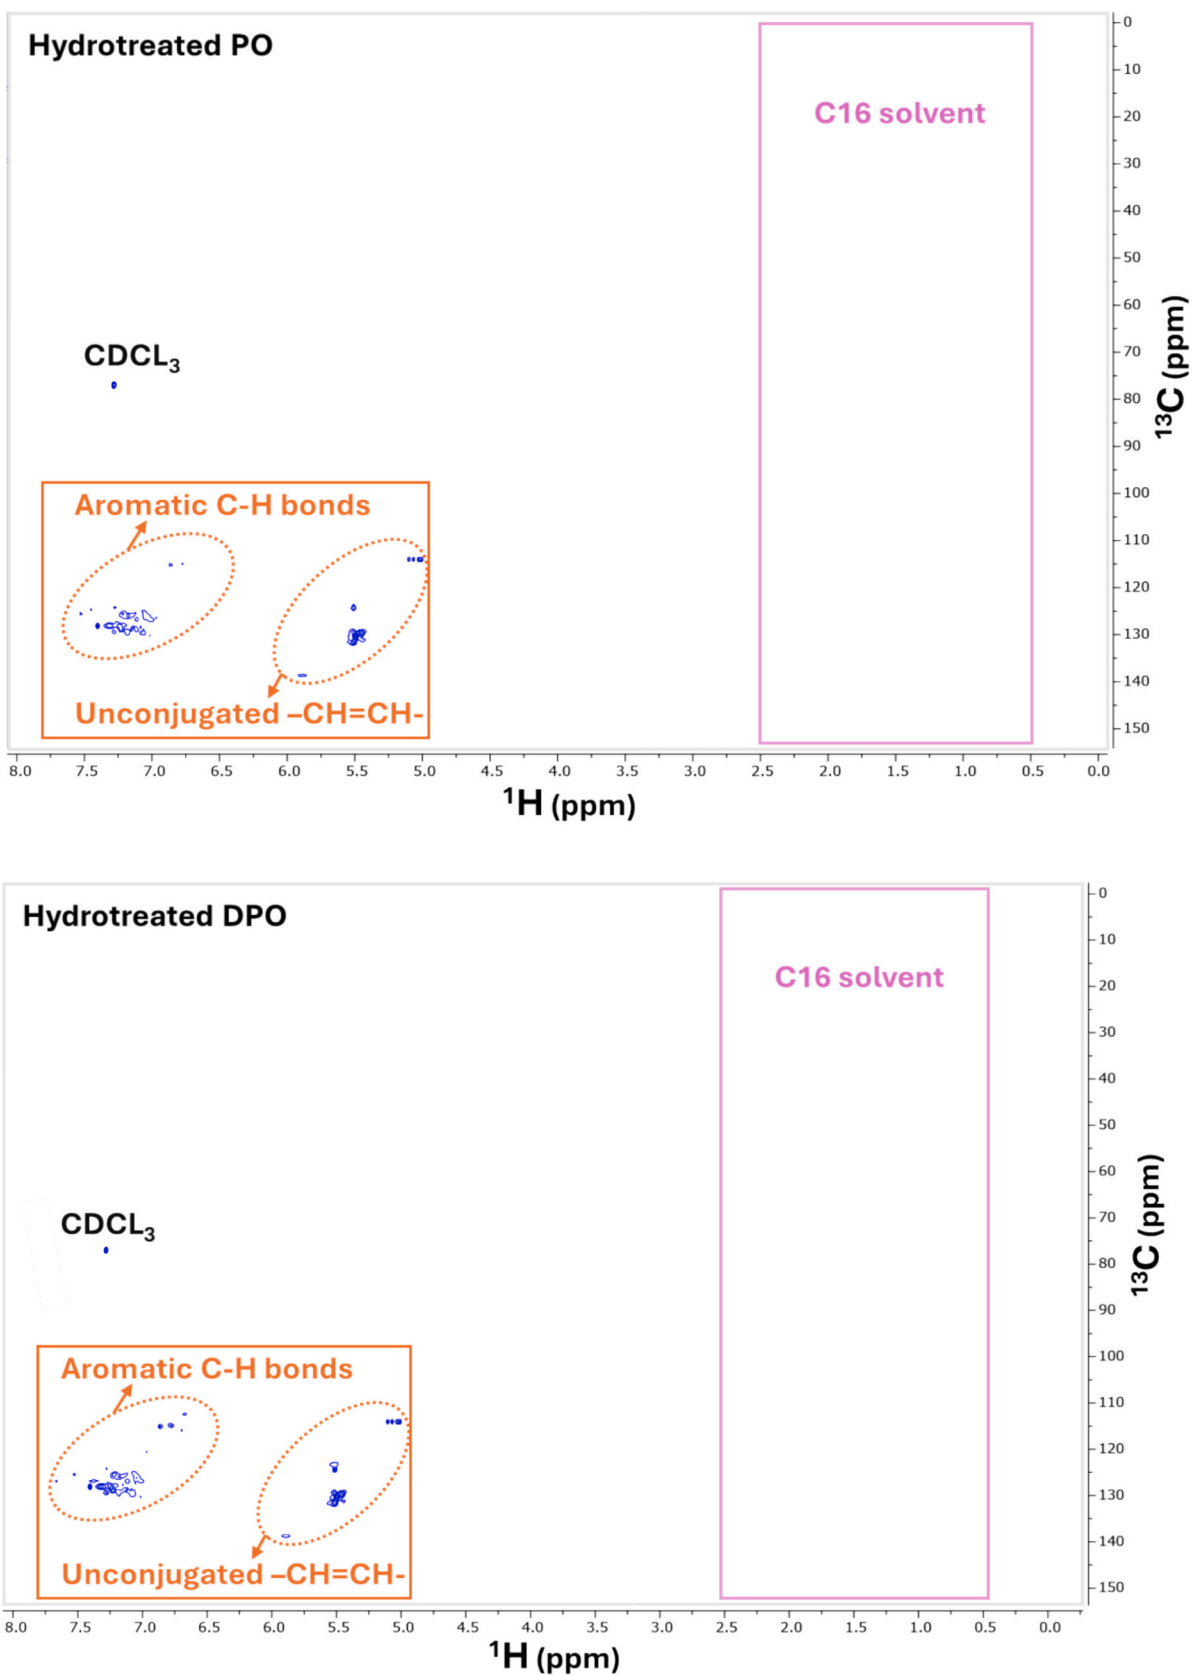 Hydrotreated PO
C16 solvent
CDCL₃
Aromatic C-H bonds
Unconjugated –CH=CH-
0
10
20
30
40
50
60
70
80
90
100
110
120
130
140
150
¹³C (ppm)
8.0 7.5 7.0 6.5 6.0 5.5 5.0 4.5 4.0 3.5 3.0 2.5 2.0 1.5 1.0 0.5 0.0
¹H (ppm)
Hydrotreated DPO
C16 solvent
CDCL₃
Aromatic C-H bonds
Unconjugated –CH=CH-
0
10
20
30
40
50
60
70
80
90
100
110
120
130
140
150
¹³C (ppm)
8.0 7.5 7.0 6.5 6.0 5.5 5.0 4.5 4.0 3.5 3.0 2.5 2.0 1.5 1.0 0.5 0.0
¹H (ppm)